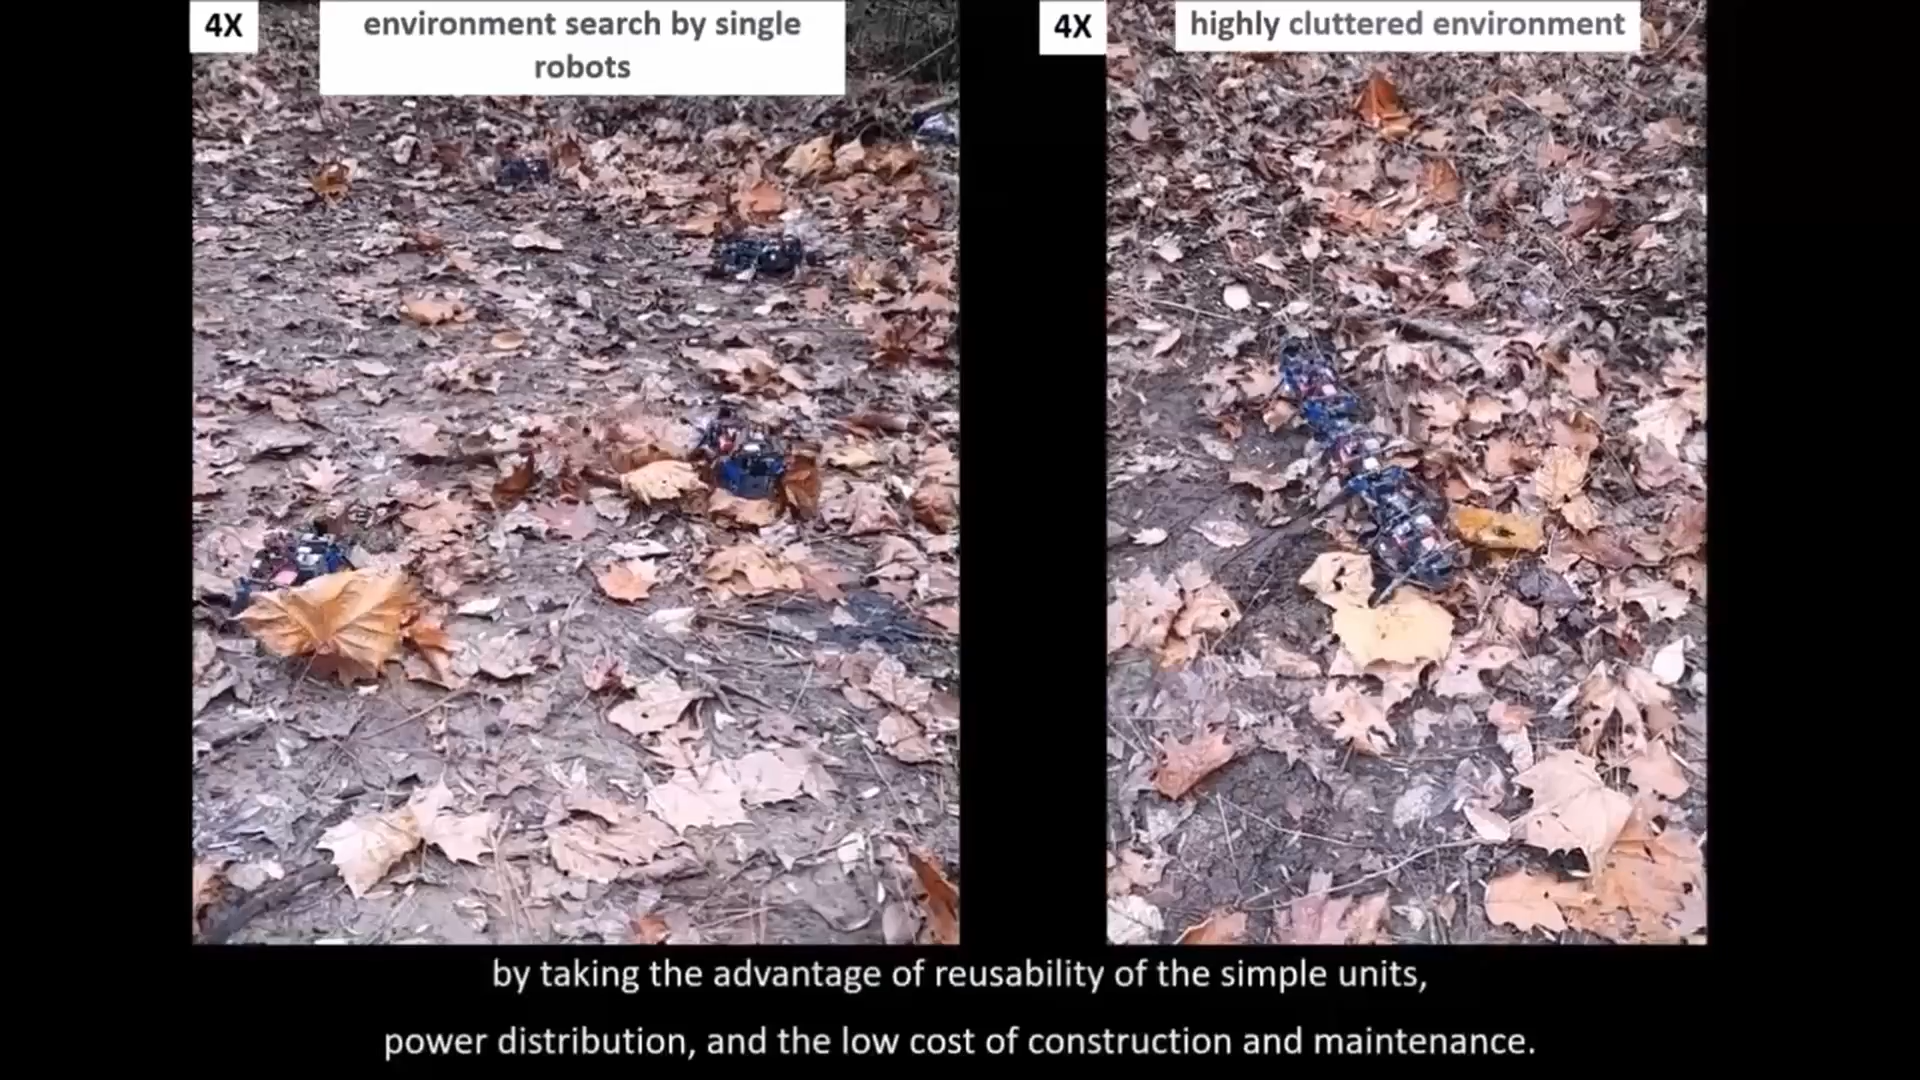 4X
environment search by single
robots
4X
highly cluttered environment
by taking the advantage of reusability of the simple units,
power distribution, and the low cost of construction and maintenance.